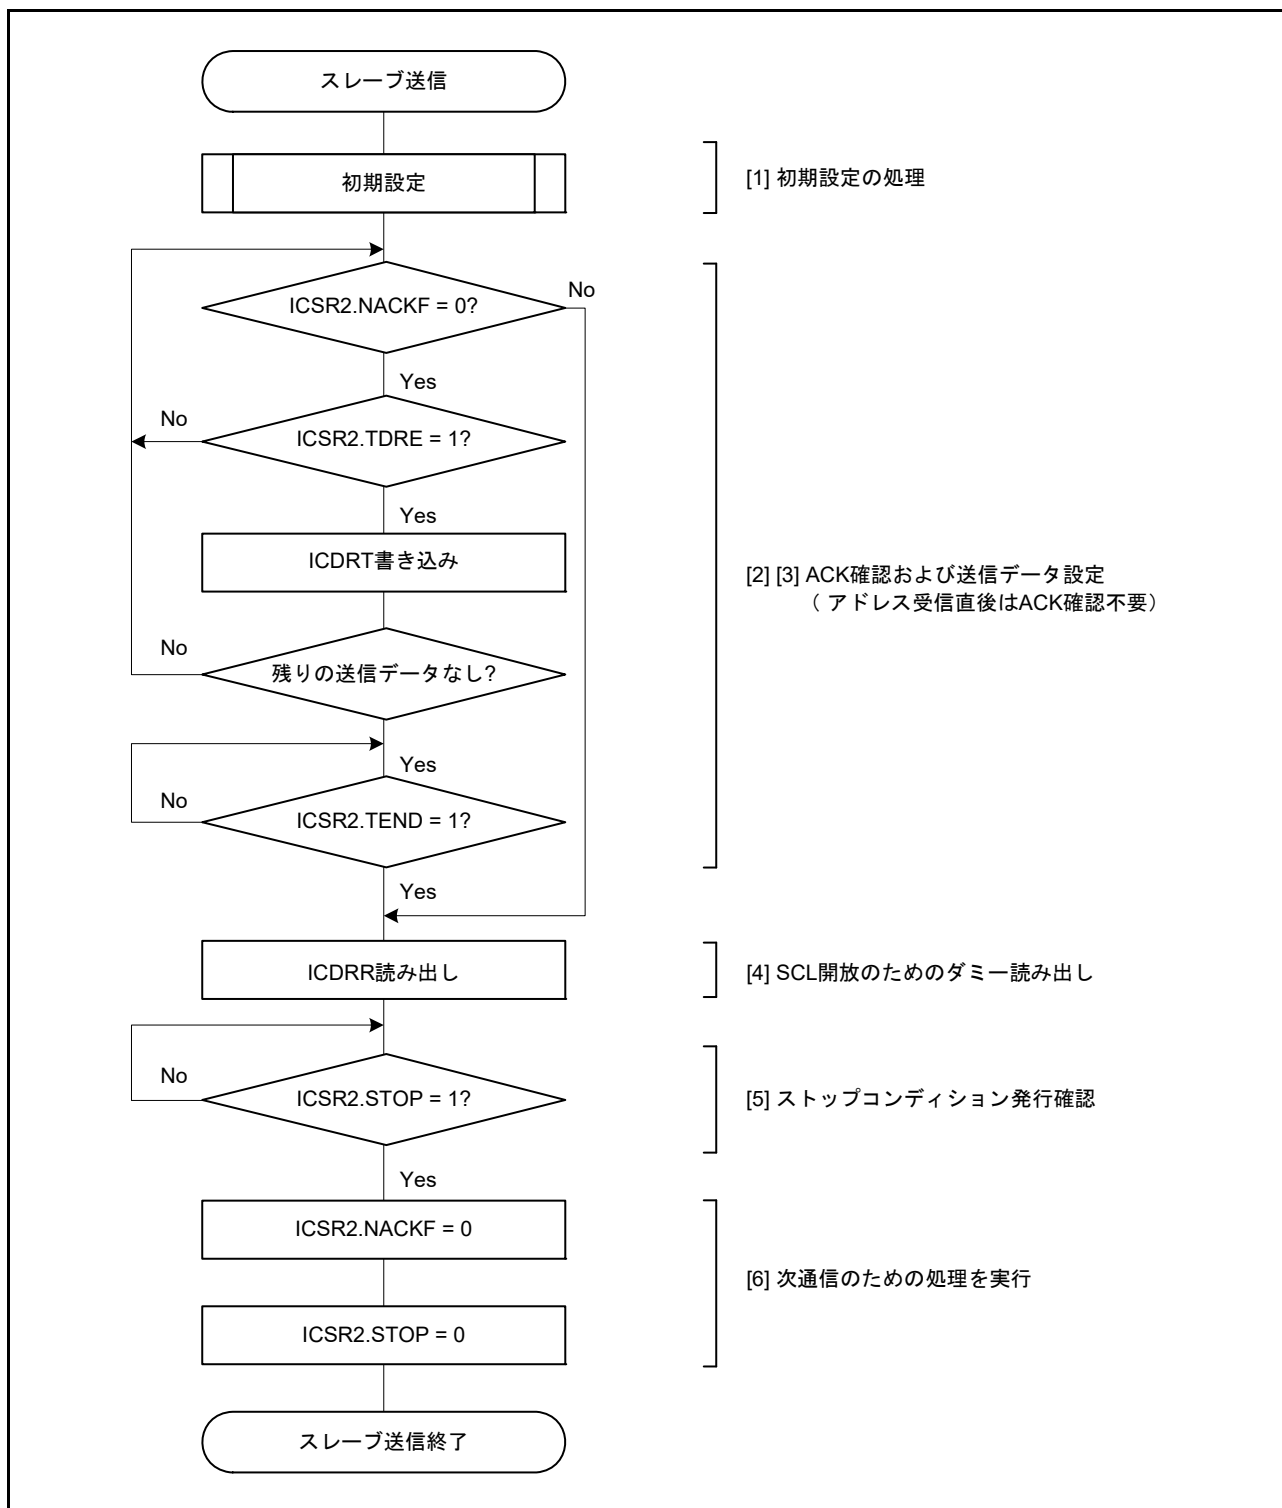 スレーブ送信
初期設定
[1] 初期設定の処理
ICSR2.NACKF = 0?
No
Yes
No
ICSR2.TDRE = 1?
Yes
ICDRT書き込み
[2] [3] ACK確認および送信データ設定
（ アドレス受信直後はACK確認不要）
No
残りの送信データなし?
Yes
No
ICSR2.TEND = 1?
Yes
ICDRR読み出し
[4] SCL開放のためのダミー読み出し
No
ICSR2.STOP = 1?
[5] ストップコンディション発行確認
Yes
ICSR2.NACKF = 0
[6] 次通信のための処理を実行
ICSR2.STOP = 0
スレーブ送信終了